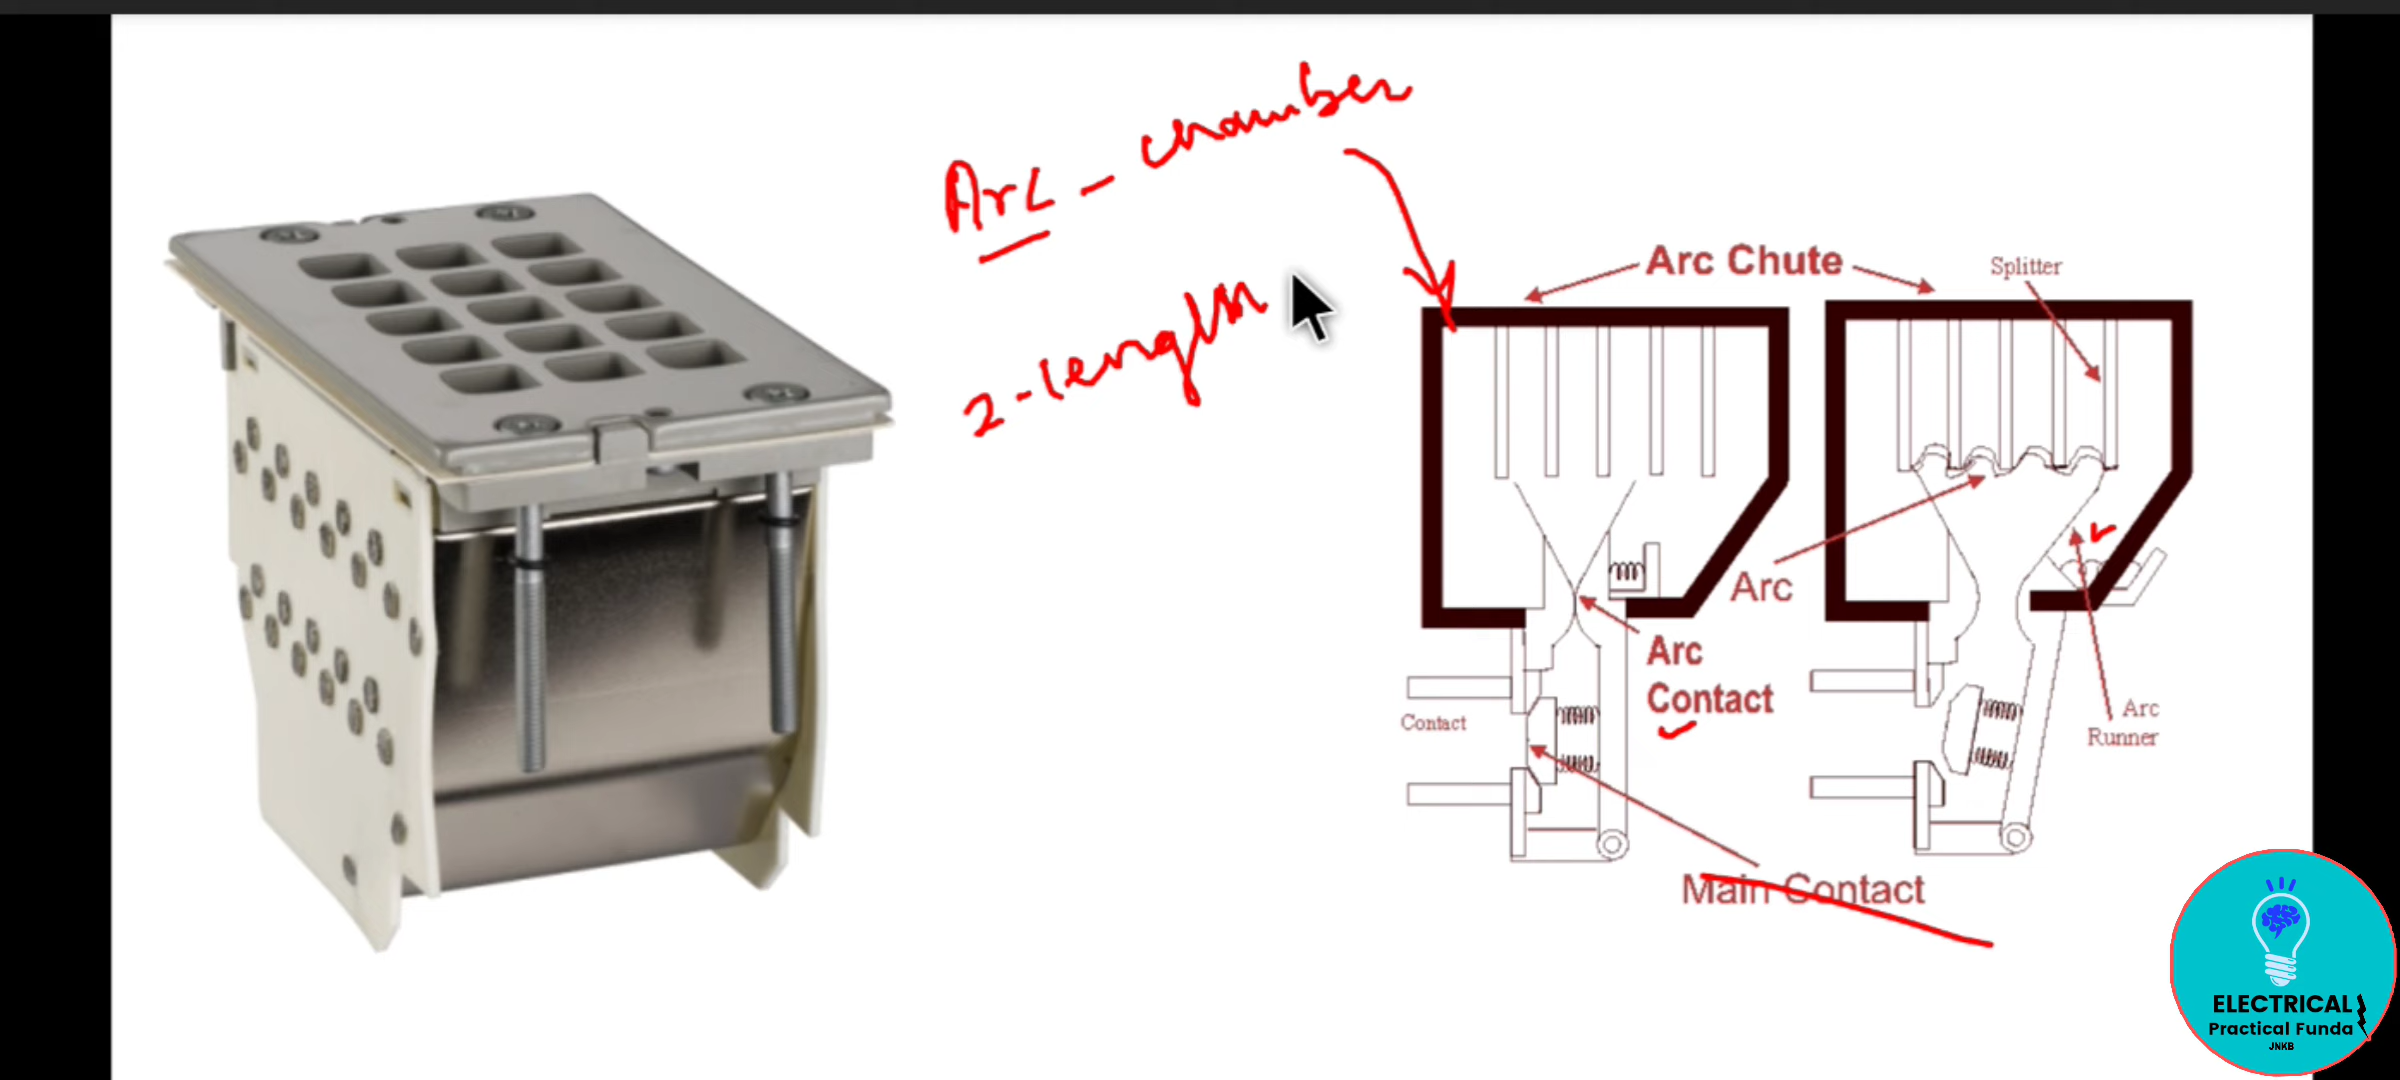 Arc - chamber
2-length
Arc Chute
Splitter
Arc
Arc
Contact
Contact
Arc
Runner
Main Contact
ELECTRICAL
Practical Funda
JNKB